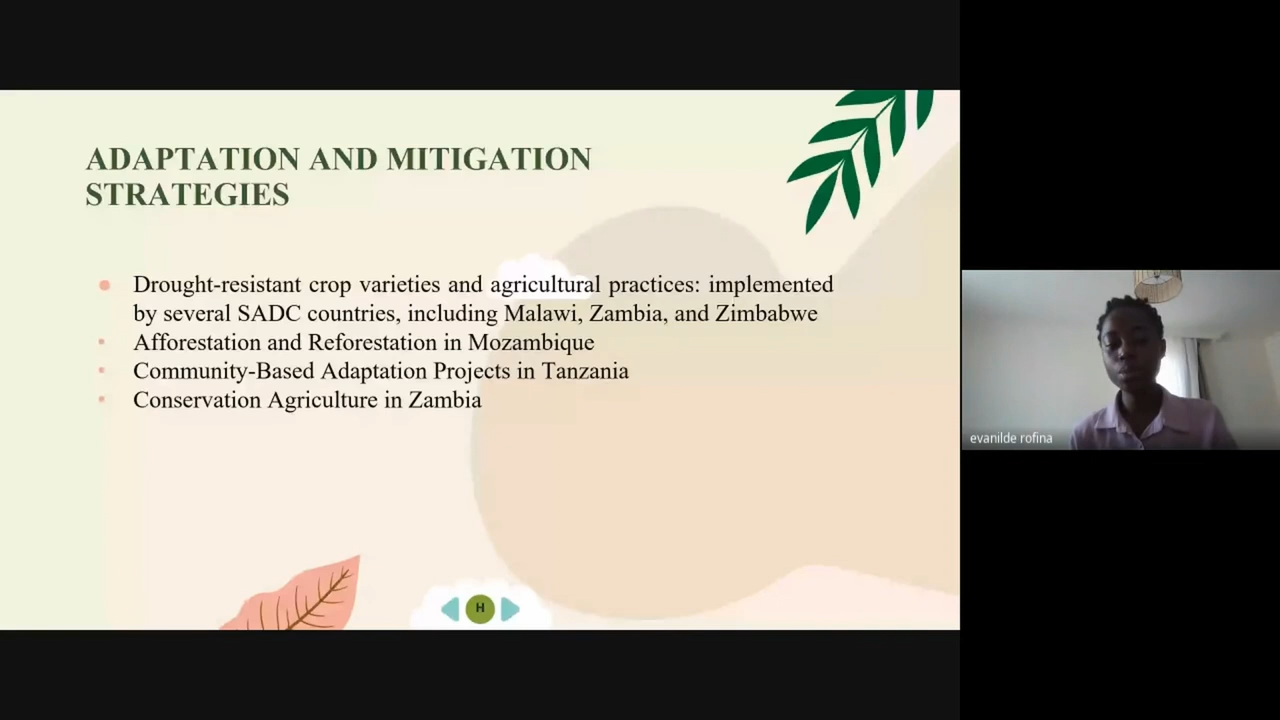 ADAPTATION AND MITIGATION
STRATEGIES
Drought-resistant crop varieties and agricultural practices: implemented
by several SADC countries, including Malawi, Zambia, and Zimbabwe
Afforestation and Reforestation in Mozambique
Community-Based Adaptation Projects in Tanzania
Conservation Agriculture in Zambia
H
evanilde rofina